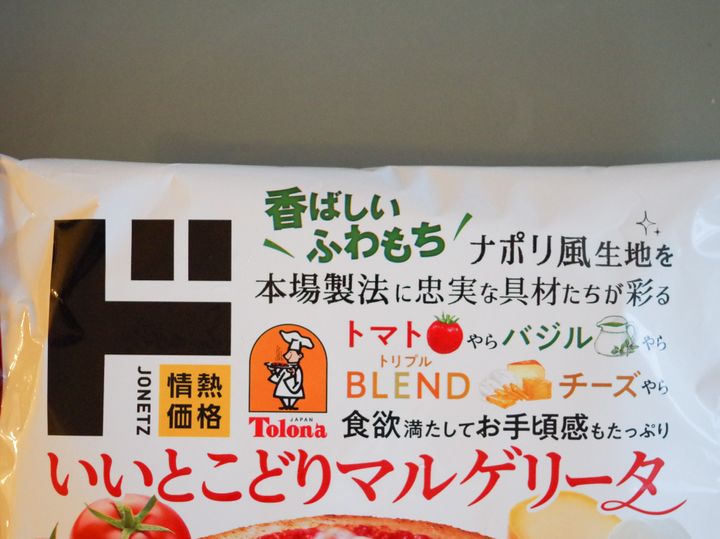 香ばしい
ふわもち
ナポリ風生地を
本場製法に忠実な具材たちが彩る
ド
JONETZ
情熱
価格
JAPAN
Tolona
トマトやらバジルやら
トリプル
BLENDチーズやら
食欲満たしてお手頃感もたっぷり
いいとこどりマルゲリータ